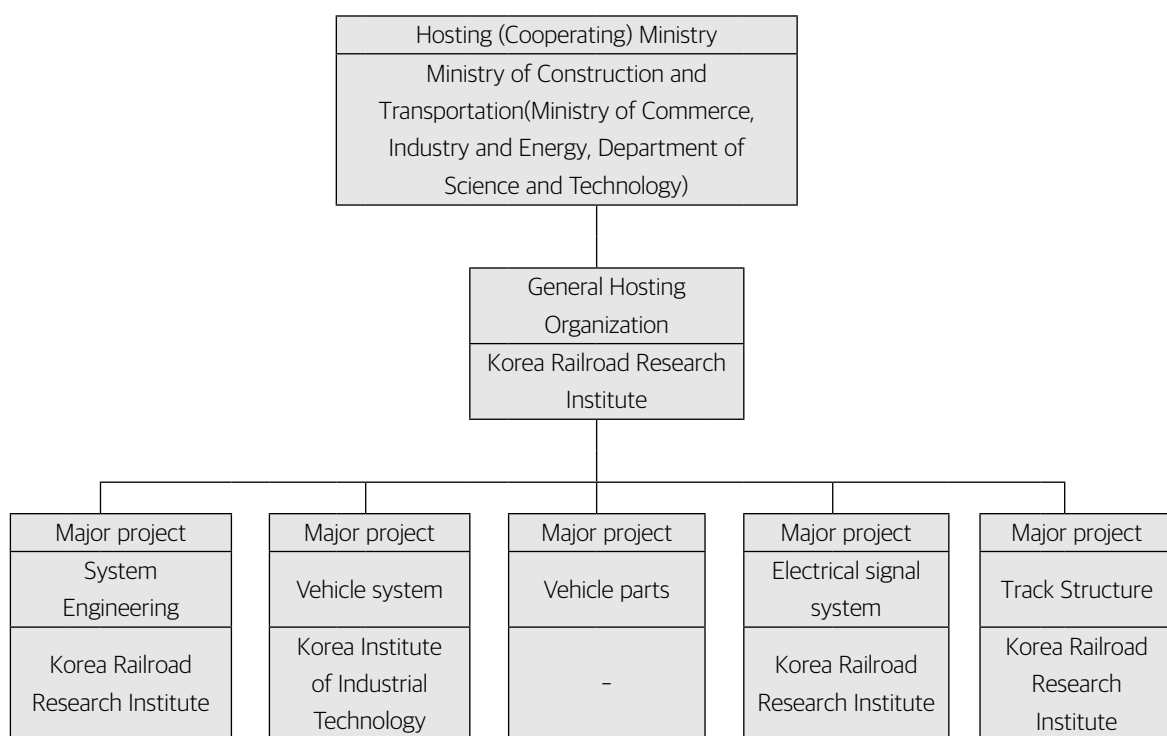 Hosting (Cooperating) Ministry
Ministry of Construction and
Transportation(Ministry of Commerce,
Industry and Energy, Department of
Science and Technology)
General Hosting
Organization
Korea Railroad Research
Institute
Major project
System
Engineering
Korea Railroad
Research Institute
Major project
Vehicle system
Korea Institute
of Industrial
Technology
Major project
Vehicle parts
-
Major project
Electrical signal
system
Korea Railroad
Research Institute
Major project
Track Structure
Korea Railroad
Research
Institute